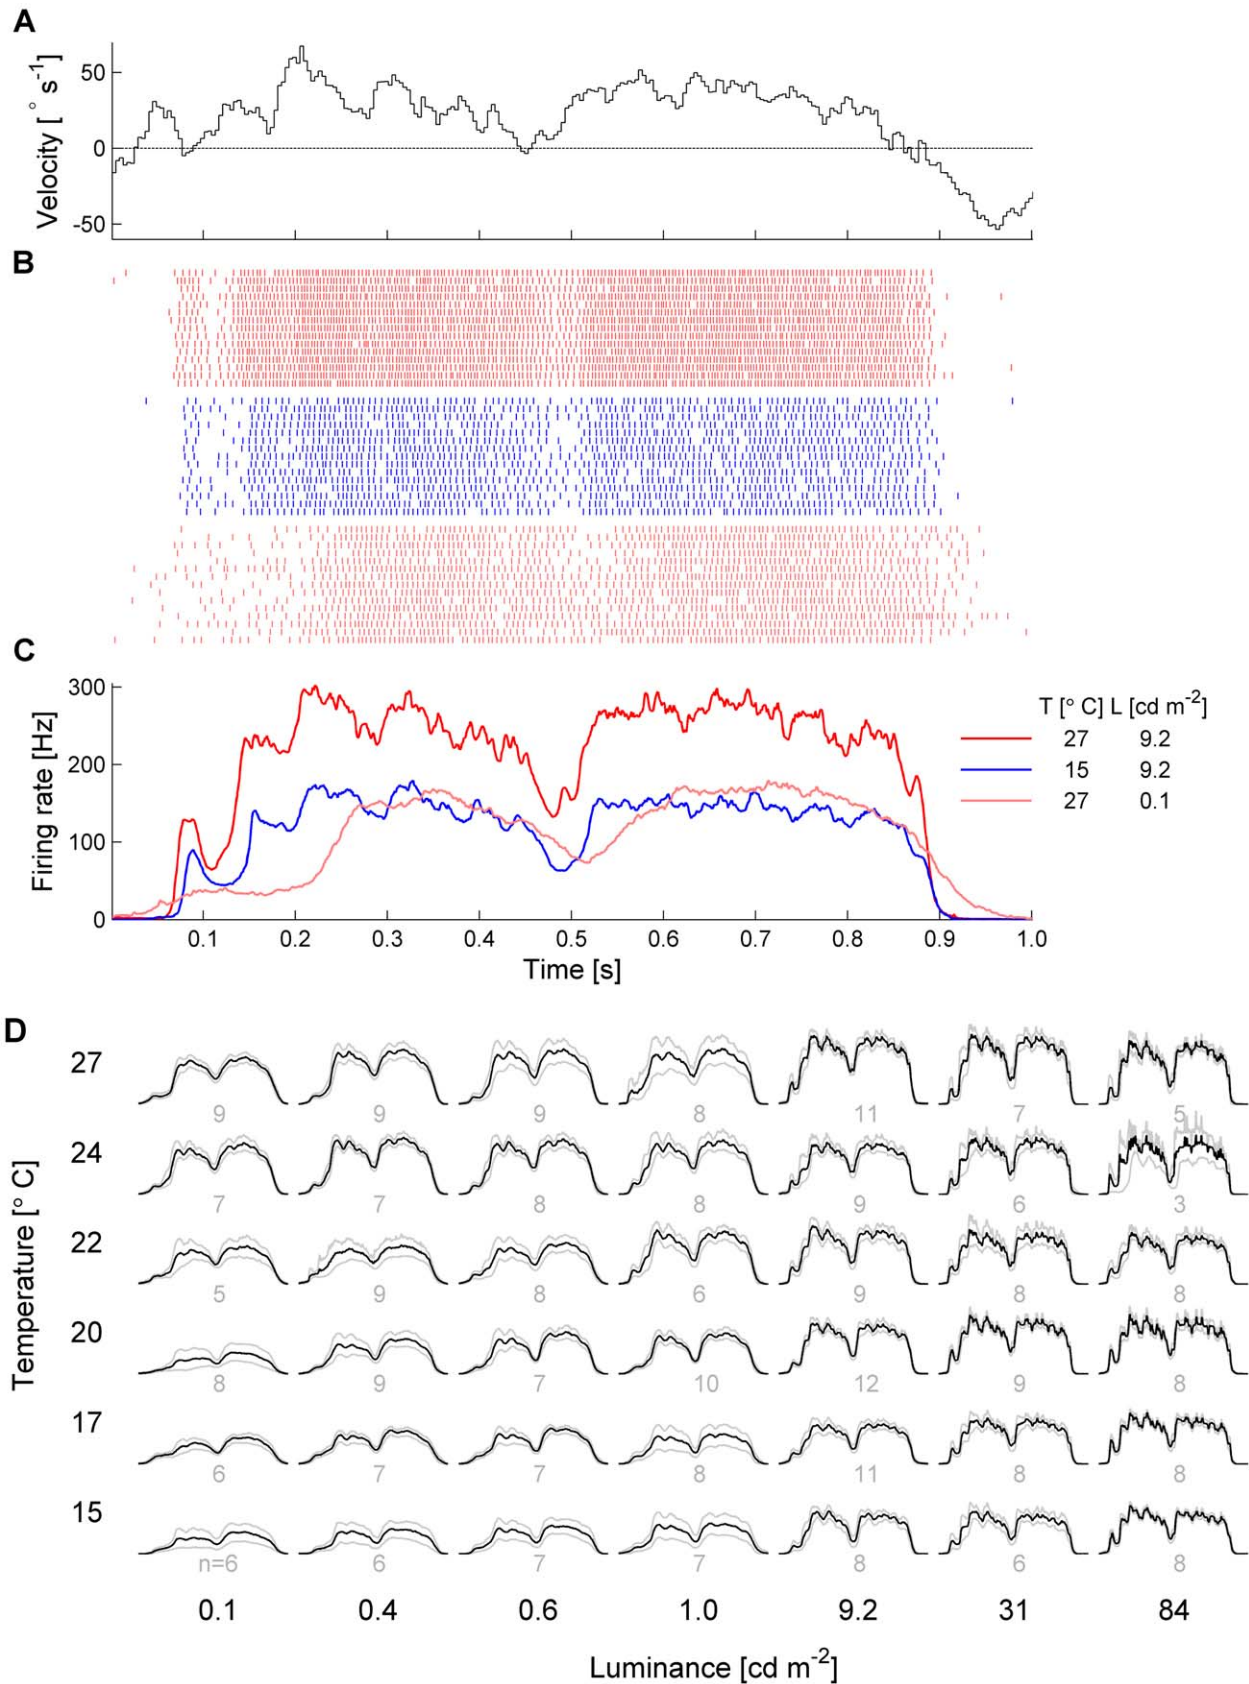 A
Velocity [ ° s-1]
50
0
-50
B
C
Firing rate [Hz]
300
200
100
0
0.1 0.2 0.3 0.4 0.5 0.6 0.7 0.8 0.9 1.0
Time [s]
T [° C] L [cd m-2]
27 9.2
15 9.2
27 0.1
D
Temperature [° C]
27
9 9 9 8 11 7 5
24
7 7 8 8 9 6 3
22
5 9 8 6 9 8 8
20
8 9 7 10 12 9 8
17
6 7 7 8 11 8 8
15
n=6 6 7 7 8 6 8
0.1 0.4 0.6 1.0 9.2 31 84
Luminance [cd m-2]